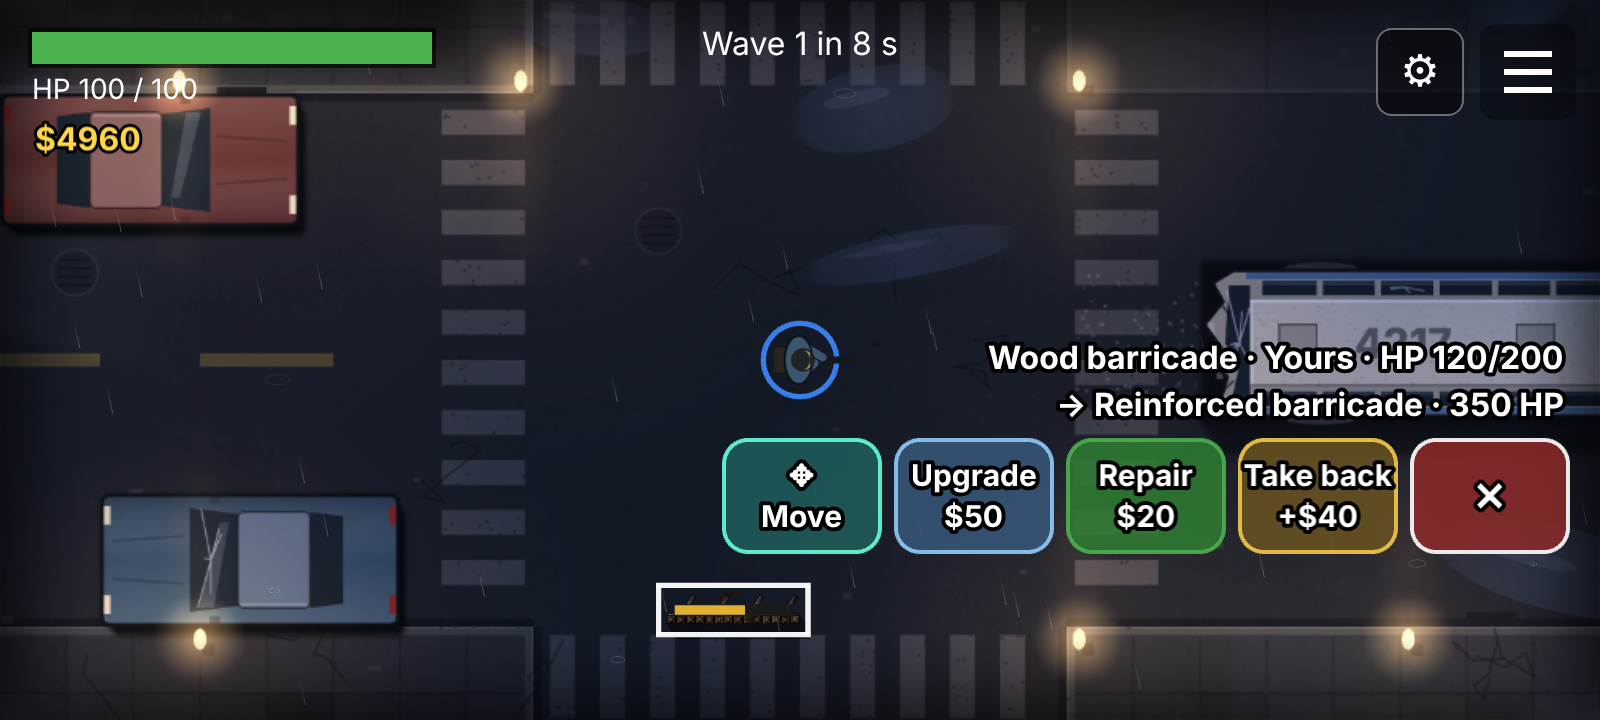 Wave 1 in 8 s
HP 100 / 100
$4960
4217
Wood barricade · Yours · HP 120/200
→ Reinforced barricade · 350 HP
Move
Upgrade
$50
Repair
$20
Take back
+$40
×